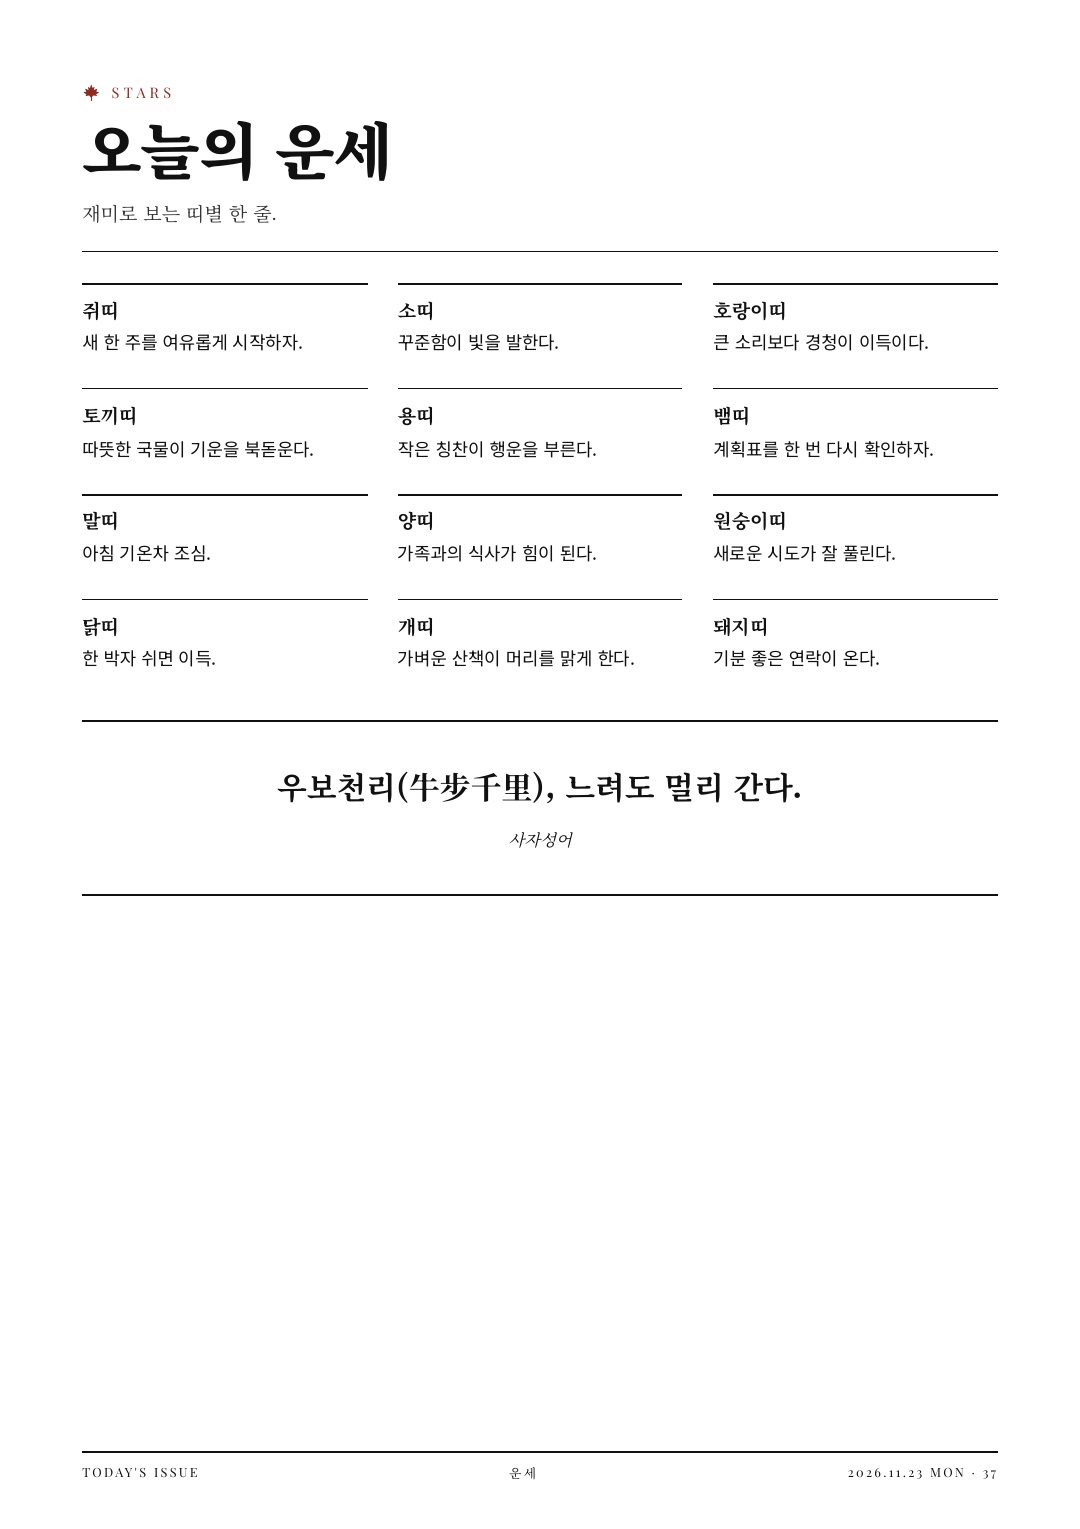 STARS
오늘의 운세
재미로 보는 띠별 한 줄.
쥐띠
새 한 주를 여유롭게 시작하자.
소띠
꾸준함이 빛을 발한다.
호랑이띠
큰 소리보다 경청이 이득이다.
토끼띠
따뜻한 국물이 기운을 북돋운다.
용띠
작은 칭찬이 행운을 부른다.
뱀띠
계획표를 한 번 다시 확인하자.
말띠
아침 기온차 조심.
양띠
가족과의 식사가 힘이 된다.
원숭이띠
새로운 시도가 잘 풀린다.
닭띠
한 박자 쉬면 이득.
개띠
가벼운 산책이 머리를 맑게 한다.
돼지띠
기분 좋은 연락이 온다.
우보천리(牛步千里), 느려도 멀리 간다.
사자성어
TODAY'S ISSUE
운세
2026.11.23 MON · 37